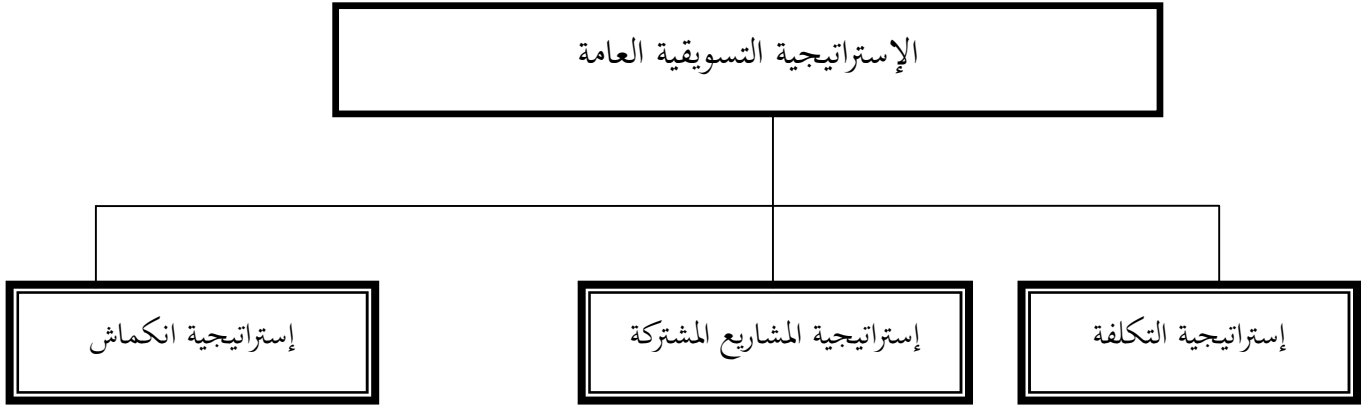 الإستراتيجية التسويقية العامة
إستراتيجية التكلفة
إستراتيجية المشاريع المشتركة
إستراتيجية انكماش